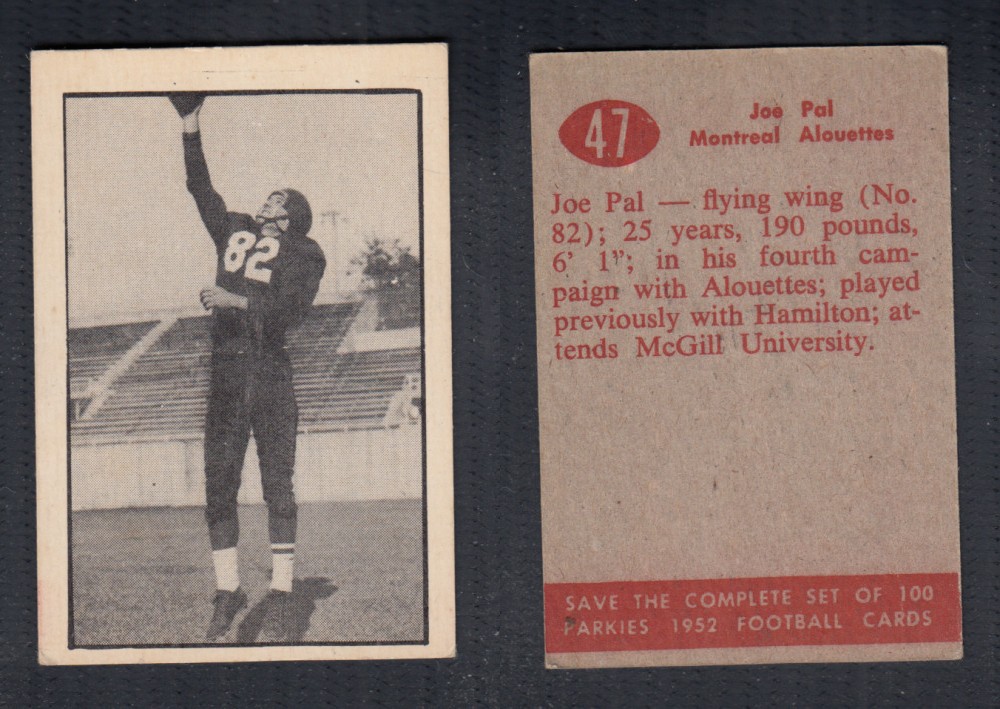 82
47
Joe Pal
Montreal Alouettes
Joe Pal — flying wing (No.
82); 25 years, 190 pounds,
6' 1"; in his fourth cam-
paign with Alouettes; played
previously with Hamilton; at-
tends McGill University.
SAVE THE COMPLETE SET OF 100
PARKIES 1952 FOOTBALL CARDS